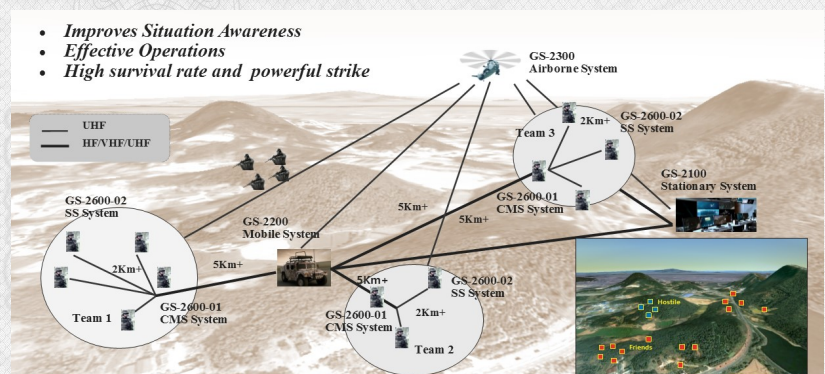 Improves Situation Awareness
Effective Operations
High survival rate and powerful strike
GS-2300
Airborne System
UHF
HF/VHF/UHF
Team 3
2Km+
GS-2600-02
SS System
GS-2600-01
CMS System
GS-2100
Stationary System
GS-2600-02
SS System
GS-2200
Mobile System
5Km+
5Km+
5Km+
2Km+
GS-2600-01
CMS System
Team 1
5Km+
GS-2600-02
SS System
GS-2600-01
CMS System
2Km+
Team 2
Hostile
Friends